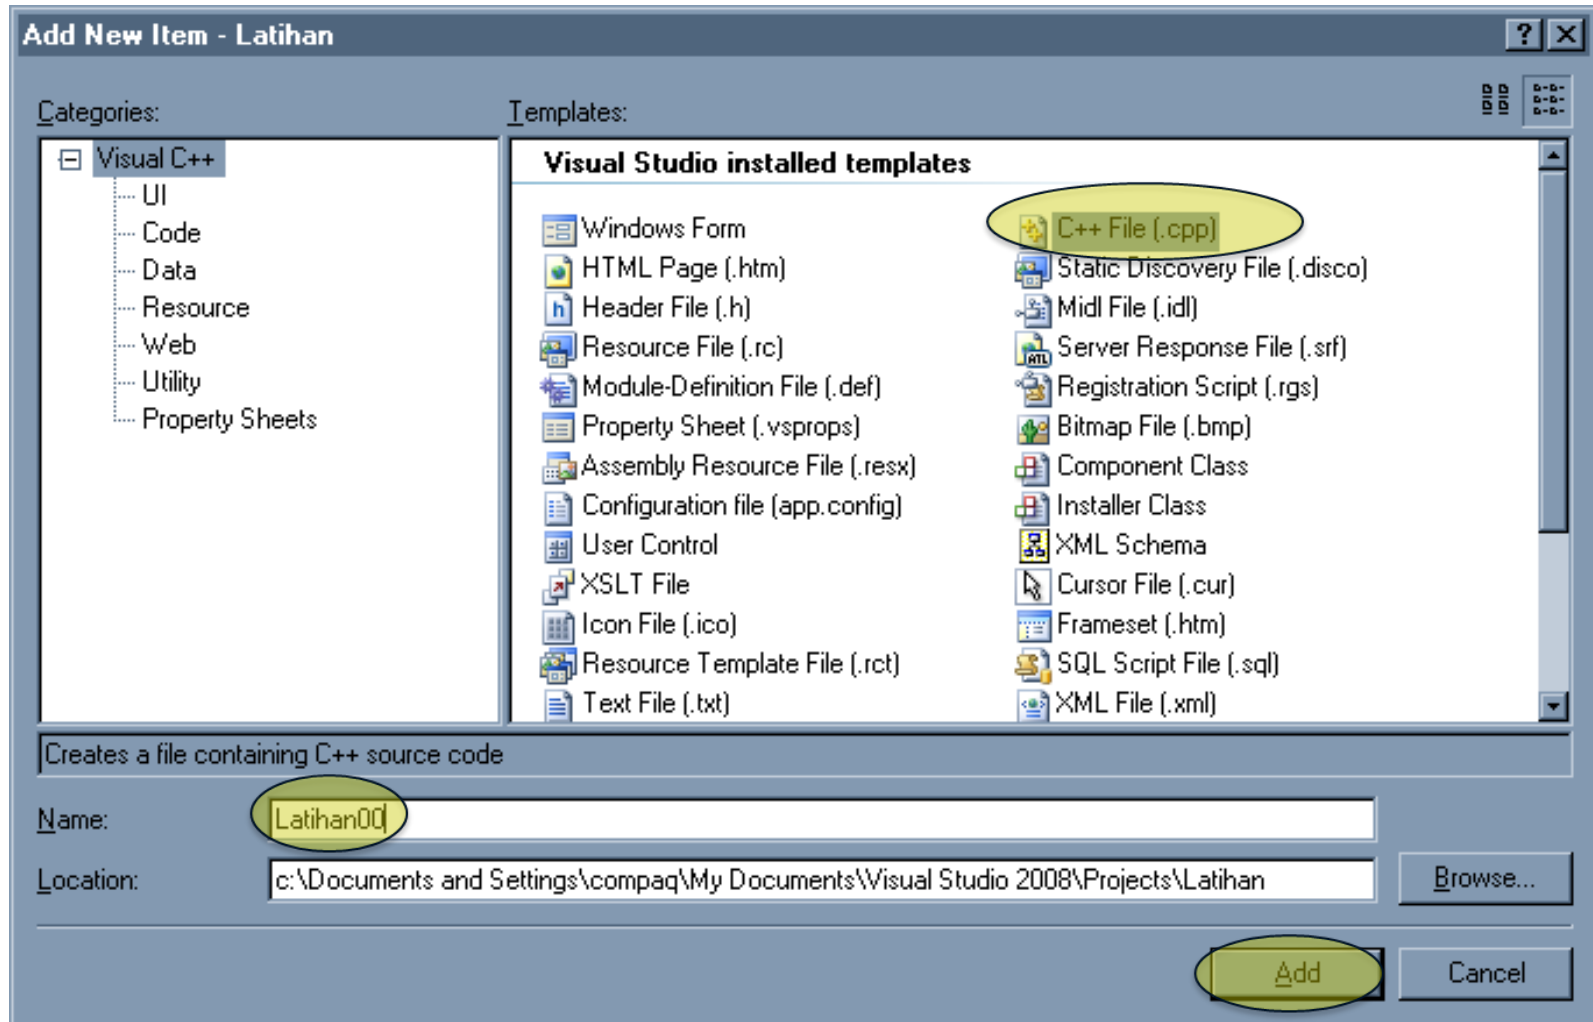 Add New Item - Latihan
?
Categories:
Templates:
Visual C++
UI
Code
Data
Resource
Web
Utility
Property Sheets
Visual Studio installed templates
Windows Form
HTML Page (.htm)
Header File (.h)
Resource File (.rc)
Module-Definition File (.def)
Property Sheet (.vsprops)
Assembly Resource File (.resx)
Configuration file (app.config)
User Control
XSLT File
Icon File (.ico)
Resource Template File (.rct)
Text File (.txt)
C++ File (.cpp)
Static Discovery File (.disco)
Midl File (.idl)
Server Response File (.srf)
Registration Script (.rgs)
Bitmap File (.bmp)
Component Class
Installer Class
XML Schema
Cursor File (.cur)
Frameset (.htm)
SQL Script File (.sql)
XML File (.xml)
Creates a file containing C++ source code
Name:
Latihan00
Location:
c:\Documents and Settings\compaq\My Documents\Visual Studio 2008\Projects\Latihan
Browse...
Add
Cancel